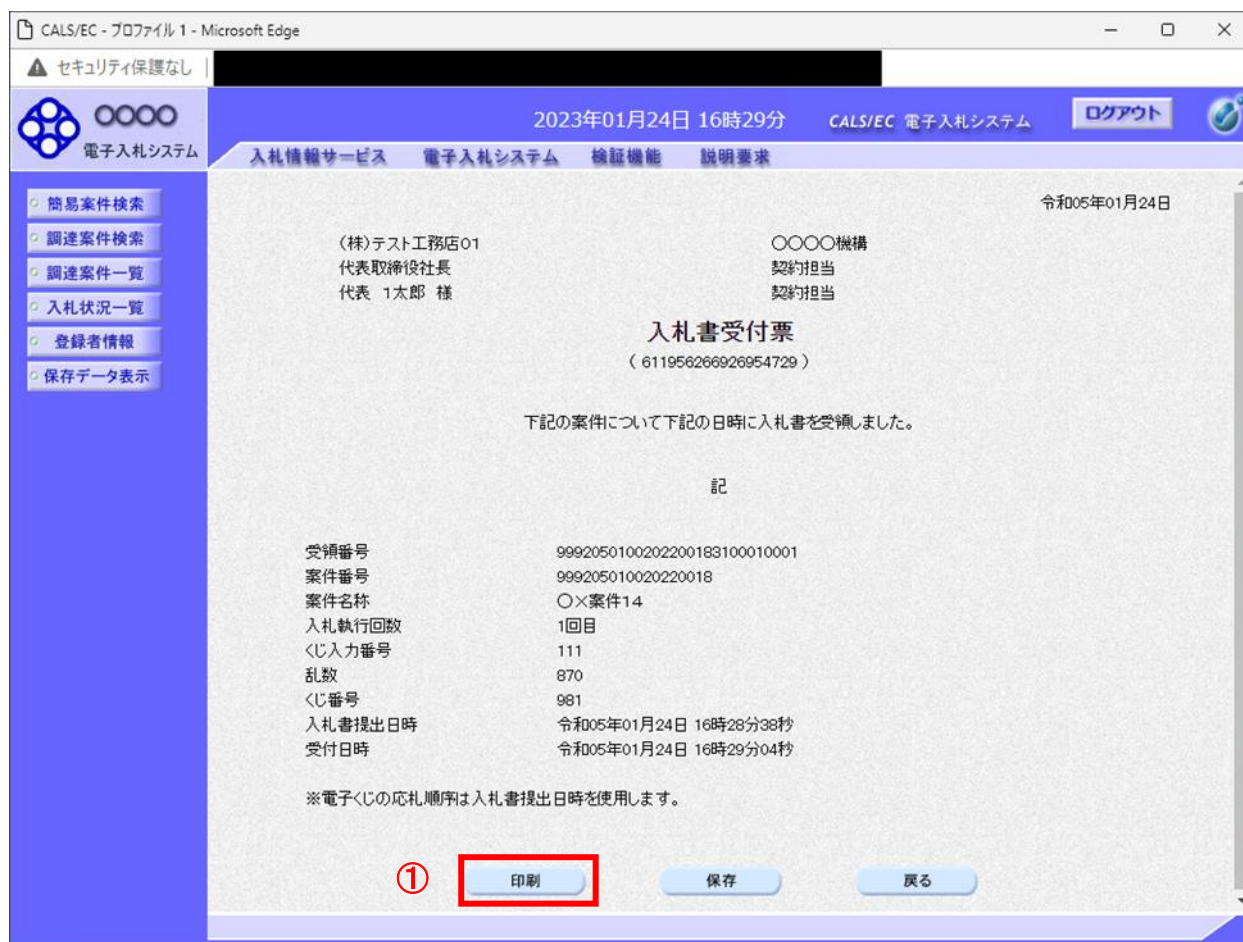 CALS/EC - プロファイル 1 - Microsoft Edge
セキュリティ保護なし
〇〇〇〇
電子入札システム
2023年01月24日 16時29分 CALS/EC 電子入札システム ログアウト
入札情報サービス 電子入札システム 検証機能 説明要求
簡易案件検索
調達案件検索
調達案件一覧
入札状況一覧
登録者情報
保存データ表示
令和05年01月24日
(株)テスト工務店01 〇〇〇〇機構
代表取締役社長 契約担当
代表 1太郎 様 契約担当
入札書受付票
( 611956266926954729 )
下記の案件について下記の日時に入札書を受領しました。
記
受領番号 99920501002022001831000​10001
案件番号 999205010020220018
案件名称 〇×案件14
入札執行回数 1回目
くじ入力番号 111
乱数 870
くじ番号 981
入札書提出日時 令和05年01月24日 16時28分38秒
受付日時 令和05年01月24日 16時29分04秒
※電子くじの応札順序は入札書提出日時を使用します。
① 印刷 保存 戻る